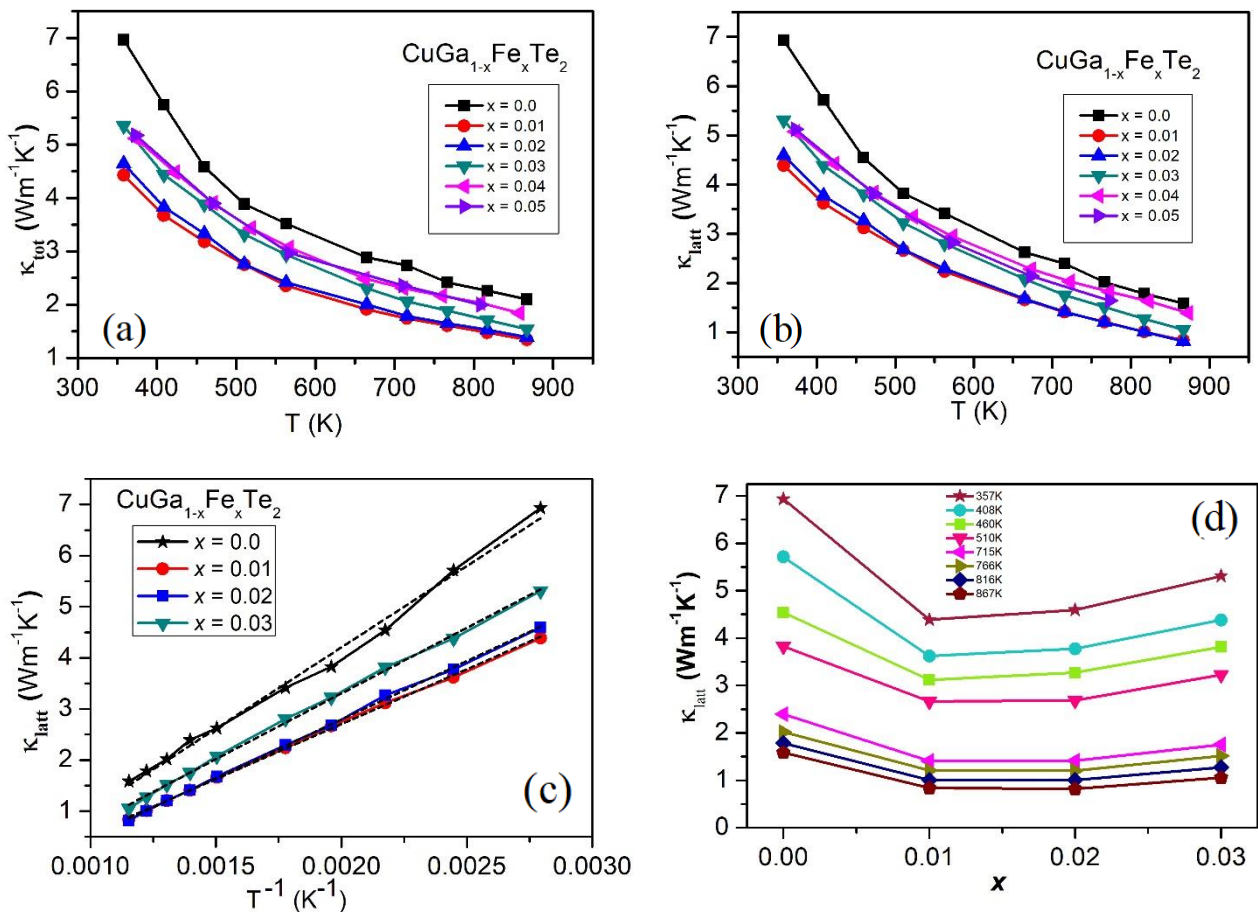 κtot (Wm-1K-1)
7
6
5
4
3
3
2
1
CuGa1-xFexTe2
x = 0.0
x = 0.01
x = 0.02
x = 0.03
x = 0.04
x = 0.05
(a)
300 400 500 600 700 800 900
T (K)
κlatt (Wm-1K-1)
7
6
5
4
3
2
1
CuGa1-xFexTe2
x = 0.0
x = 0.01
x = 0.02
x = 0.03
x = 0.04
x = 0.05
(b)
300 400 500 600 700 800 900
T (K)
κlatt (Wm-1K-1)
7
6
5
4
3
2
1
CuGa1-xFexTe2
x = 0.0
x = 0.01
x = 0.02
x = 0.03
(c)
0.0010 0.0015 0.0020 0.0025 0.0030
T-1 (K-1)
κlatt (Wm-1K-1)
7
6
5
4
3
2
1
0
357K
408K
460K
510K
715K
766K
816K
867K
(d)
0.00 0.01 0.02 0.03
x